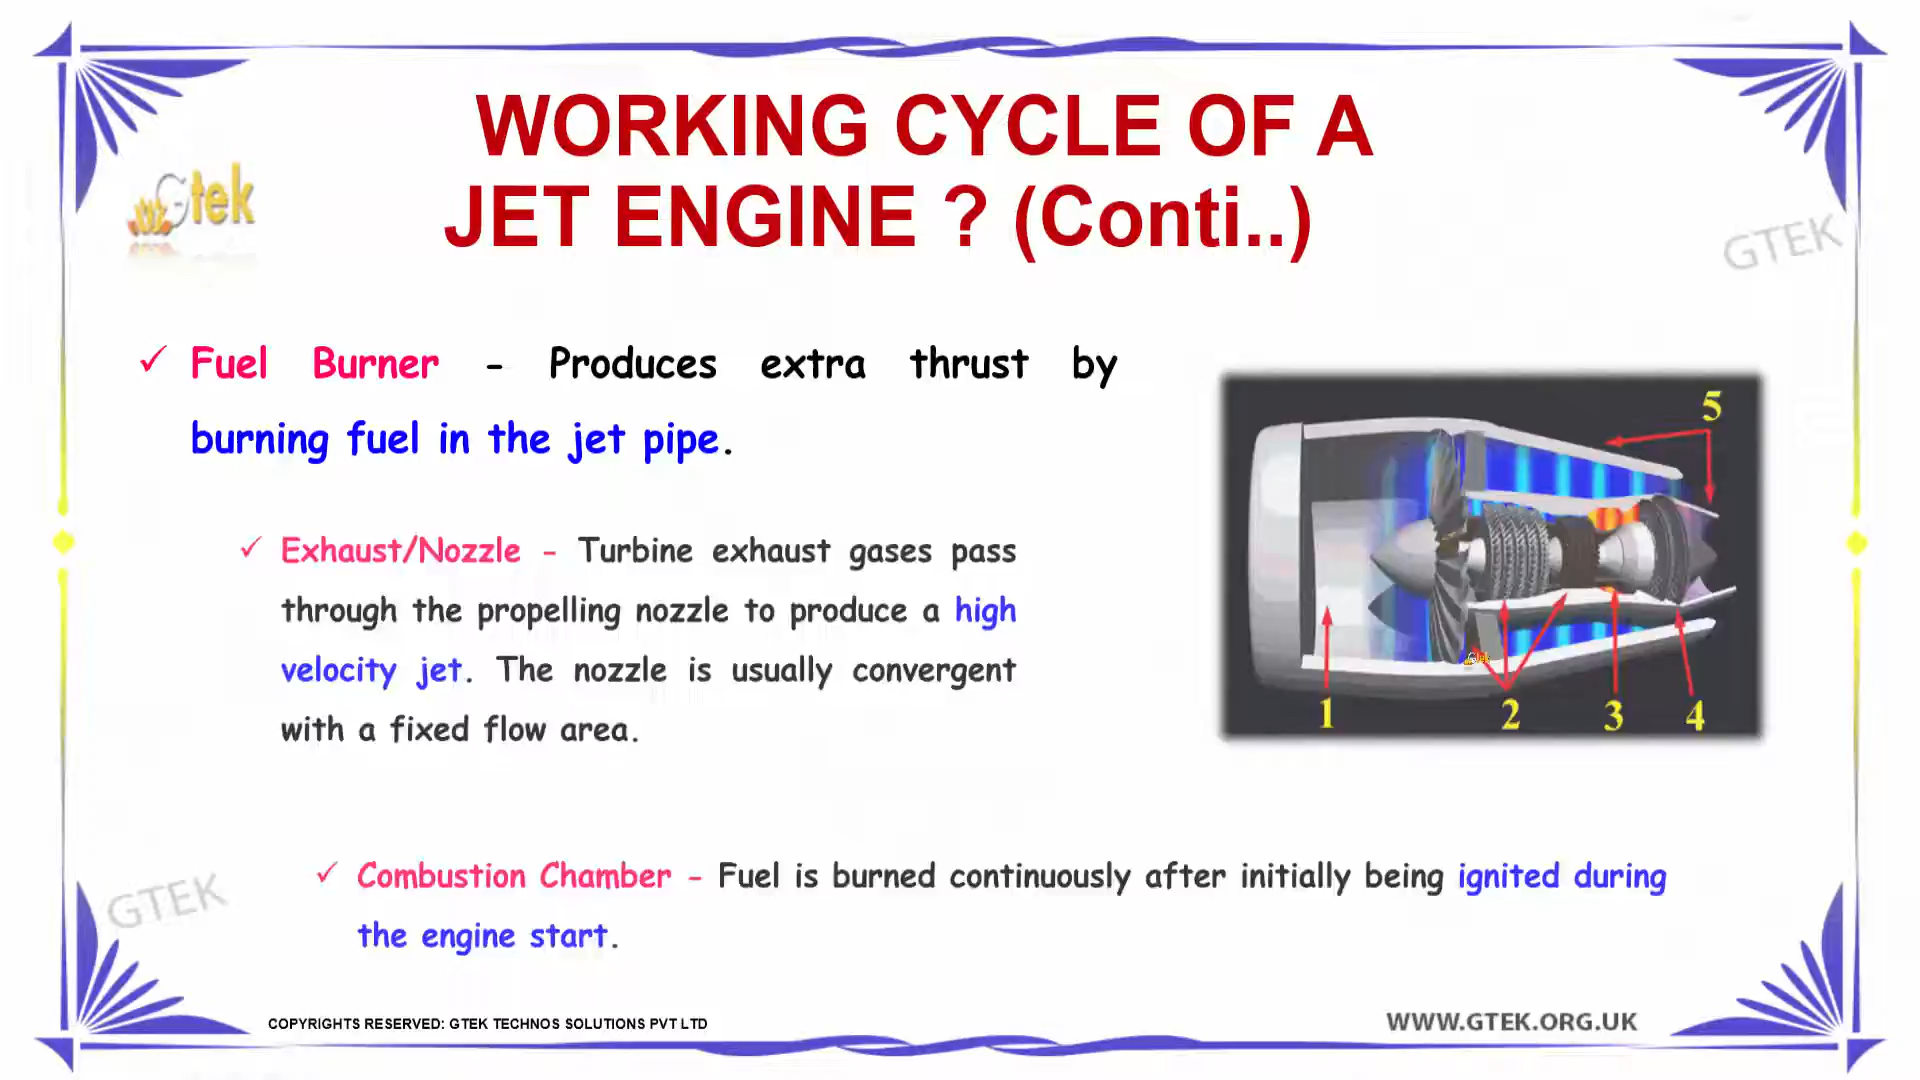 WORKING CYCLE OF A
JET ENGINE ? (Conti..)
Gtek
GTEK
✓ Fuel Burner - Produces extra thrust by
burning fuel in the jet pipe.
✓ Exhaust/Nozzle - Turbine exhaust gases pass
through the propelling nozzle to produce a high
velocity jet. The nozzle is usually convergent
with a fixed flow area.
5
Gtek
1 2 3 4
✓ Combustion Chamber - Fuel is burned continuously after initially being ignited during
the engine start.
GTEK
COPYRIGHTS RESERVED: GTEK TECHNOS SOLUTIONS PVT LTD
WWW.GTEK.ORG.UK